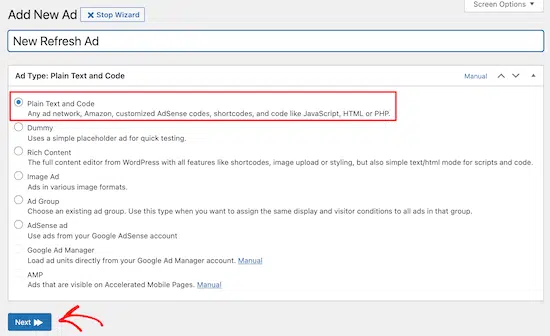 Screen Options
Add New Ad
Stop Wizard
New Refresh Ad
Ad Type: Plain Text and Code
Manual
Plain Text and Code
Any ad network, Amazon, customized AdSense codes, shortcodes, and code like JavaScript, HTML or PHP.
Dummy
Uses a simple placeholder ad for quick testing.
Rich Content
The full content editor from WordPress with all features like shortcodes, image upload or styling, but also simple text/html mode for scripts and code.
Image Ad
Ads in various image formats.
Ad Group
Choose an existing ad group. Use this type when you want to assign the same display and visitor conditions to all ads in that group.
AdSense ad
Use ads from your Google AdSense account
Google Ad Manager
Load ad units directly from your Google Ad Manager account. Manual
AMP
Ads that are visible on Accelerated Mobile Pages. Manual
Next